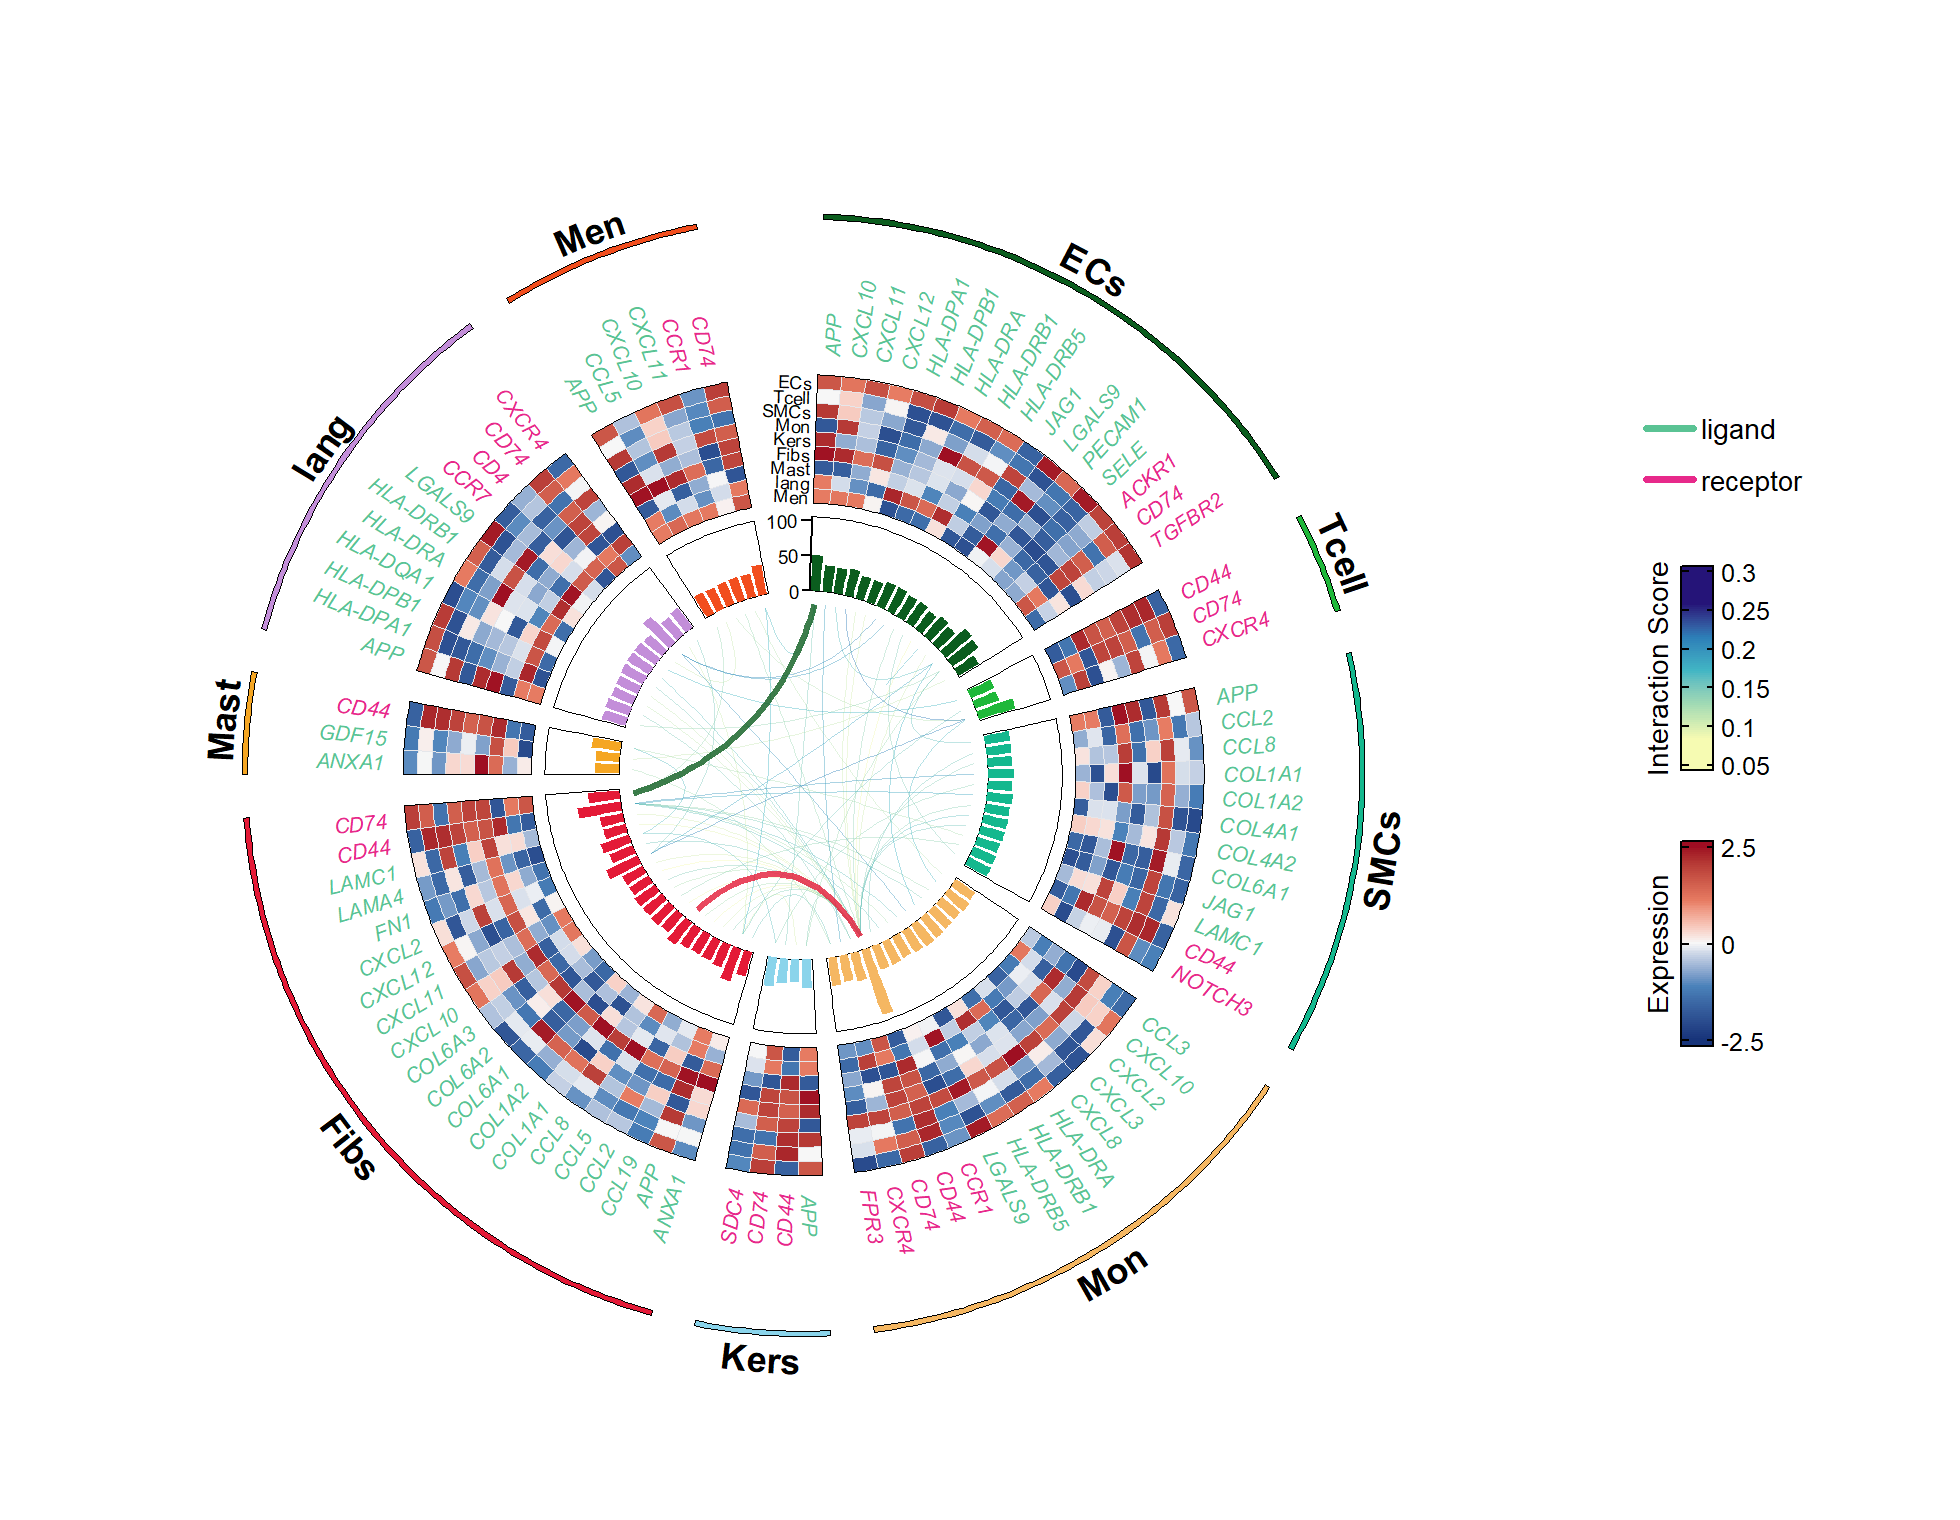 Men
ECs
Tcell
SMCs
Mon
Kers
Fibs
Mast
lang
APP
CXCL10
CXCL11
CXCL12
HLA-DPA1
HLA-DPB1
HLA-DRA
HLA-DRB1
HLA-DRB5
JAG1
LGALS9
PECAM1
SELE
ACKR1
CD74
TGFBR2
CD44
CD74
CXCR4
APP
CCL2
CCL8
COL1A1
COL1A2
COL4A1
COL4A2
COL6A1
JAG1
LAMC1
CD44
NOTCH3
CCL3
CXCL10
CXCL2
CXCL3
CXCL8
HLA-DRA
HLA-DRB1
HLA-DRB5
LGALS9
CCR1
CD44
CD74
CXCR4
FPR3
APP
CD44
CD74
SDC4
ANXA1
APP
CCL19
CCL2
CCL5
CCL8
COL1A1
COL1A2
COL6A1
COL6A2
COL6A3
CXCL10
CXCL11
CXCL12
CXCL2
FN1
LAMA4
LAMC1
CD44
CD74
ANXA1
GDF15
CD44
APP
HLA-DPA1
HLA-DPB1
HLA-DQA1
HLA-DRA
HLA-DRB1
LGALS9
CCR7
CD4
CD74
CXCR4
APP
CCL5
CXCL10
CXCL11
CCR1
CD74
ECs
Tcell
SMCs
Mon
Kers
Fibs
Mast
lang
Men
100
50
0
ligand
receptor
Interaction Score
0.3
0.25
0.2
0.15
0.1
0.05
Expression
2.5
0
-2.5